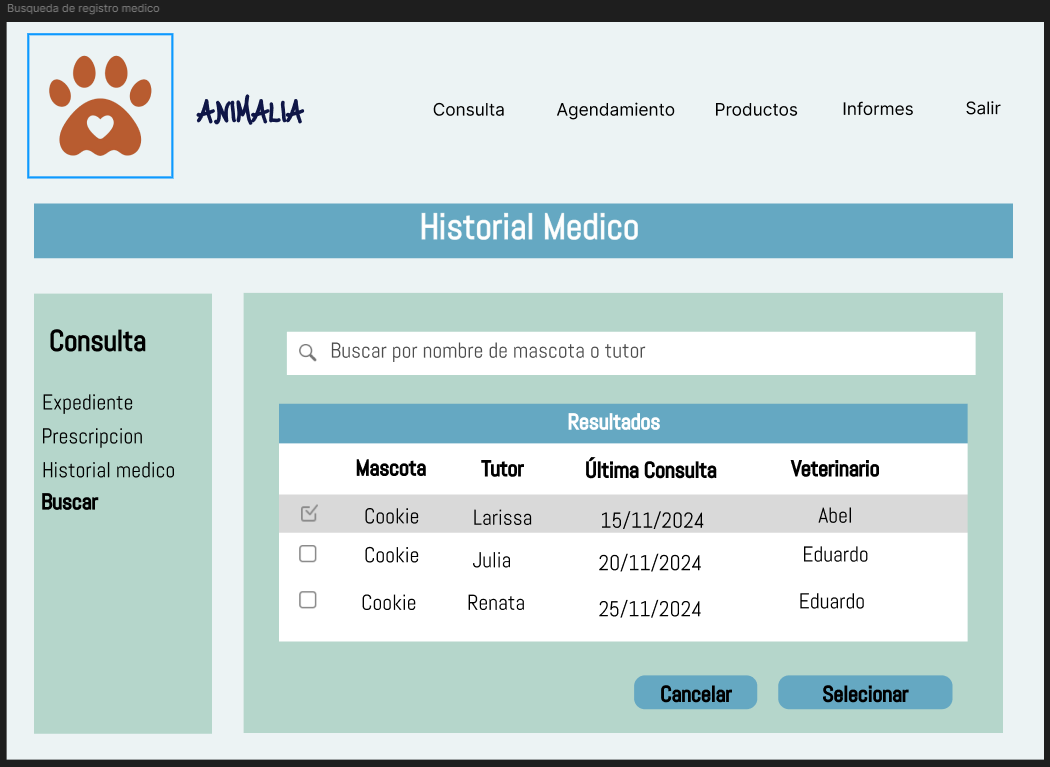 Busqueda de registro medico
ANIMALIA
Consulta Agendamiento Productos Informes Salir
Historial Medico
Consulta
Expediente
Prescripcion
Historial medico
Buscar
Buscar por nombre de mascota o tutor
Resultados
Mascota Tutor Última Consulta Veterinario
Cookie Larissa 15/11/2024 Abel
Cookie Julia 20/11/2024 Eduardo
Cookie Renata 25/11/2024 Eduardo
Cancelar Selecionar